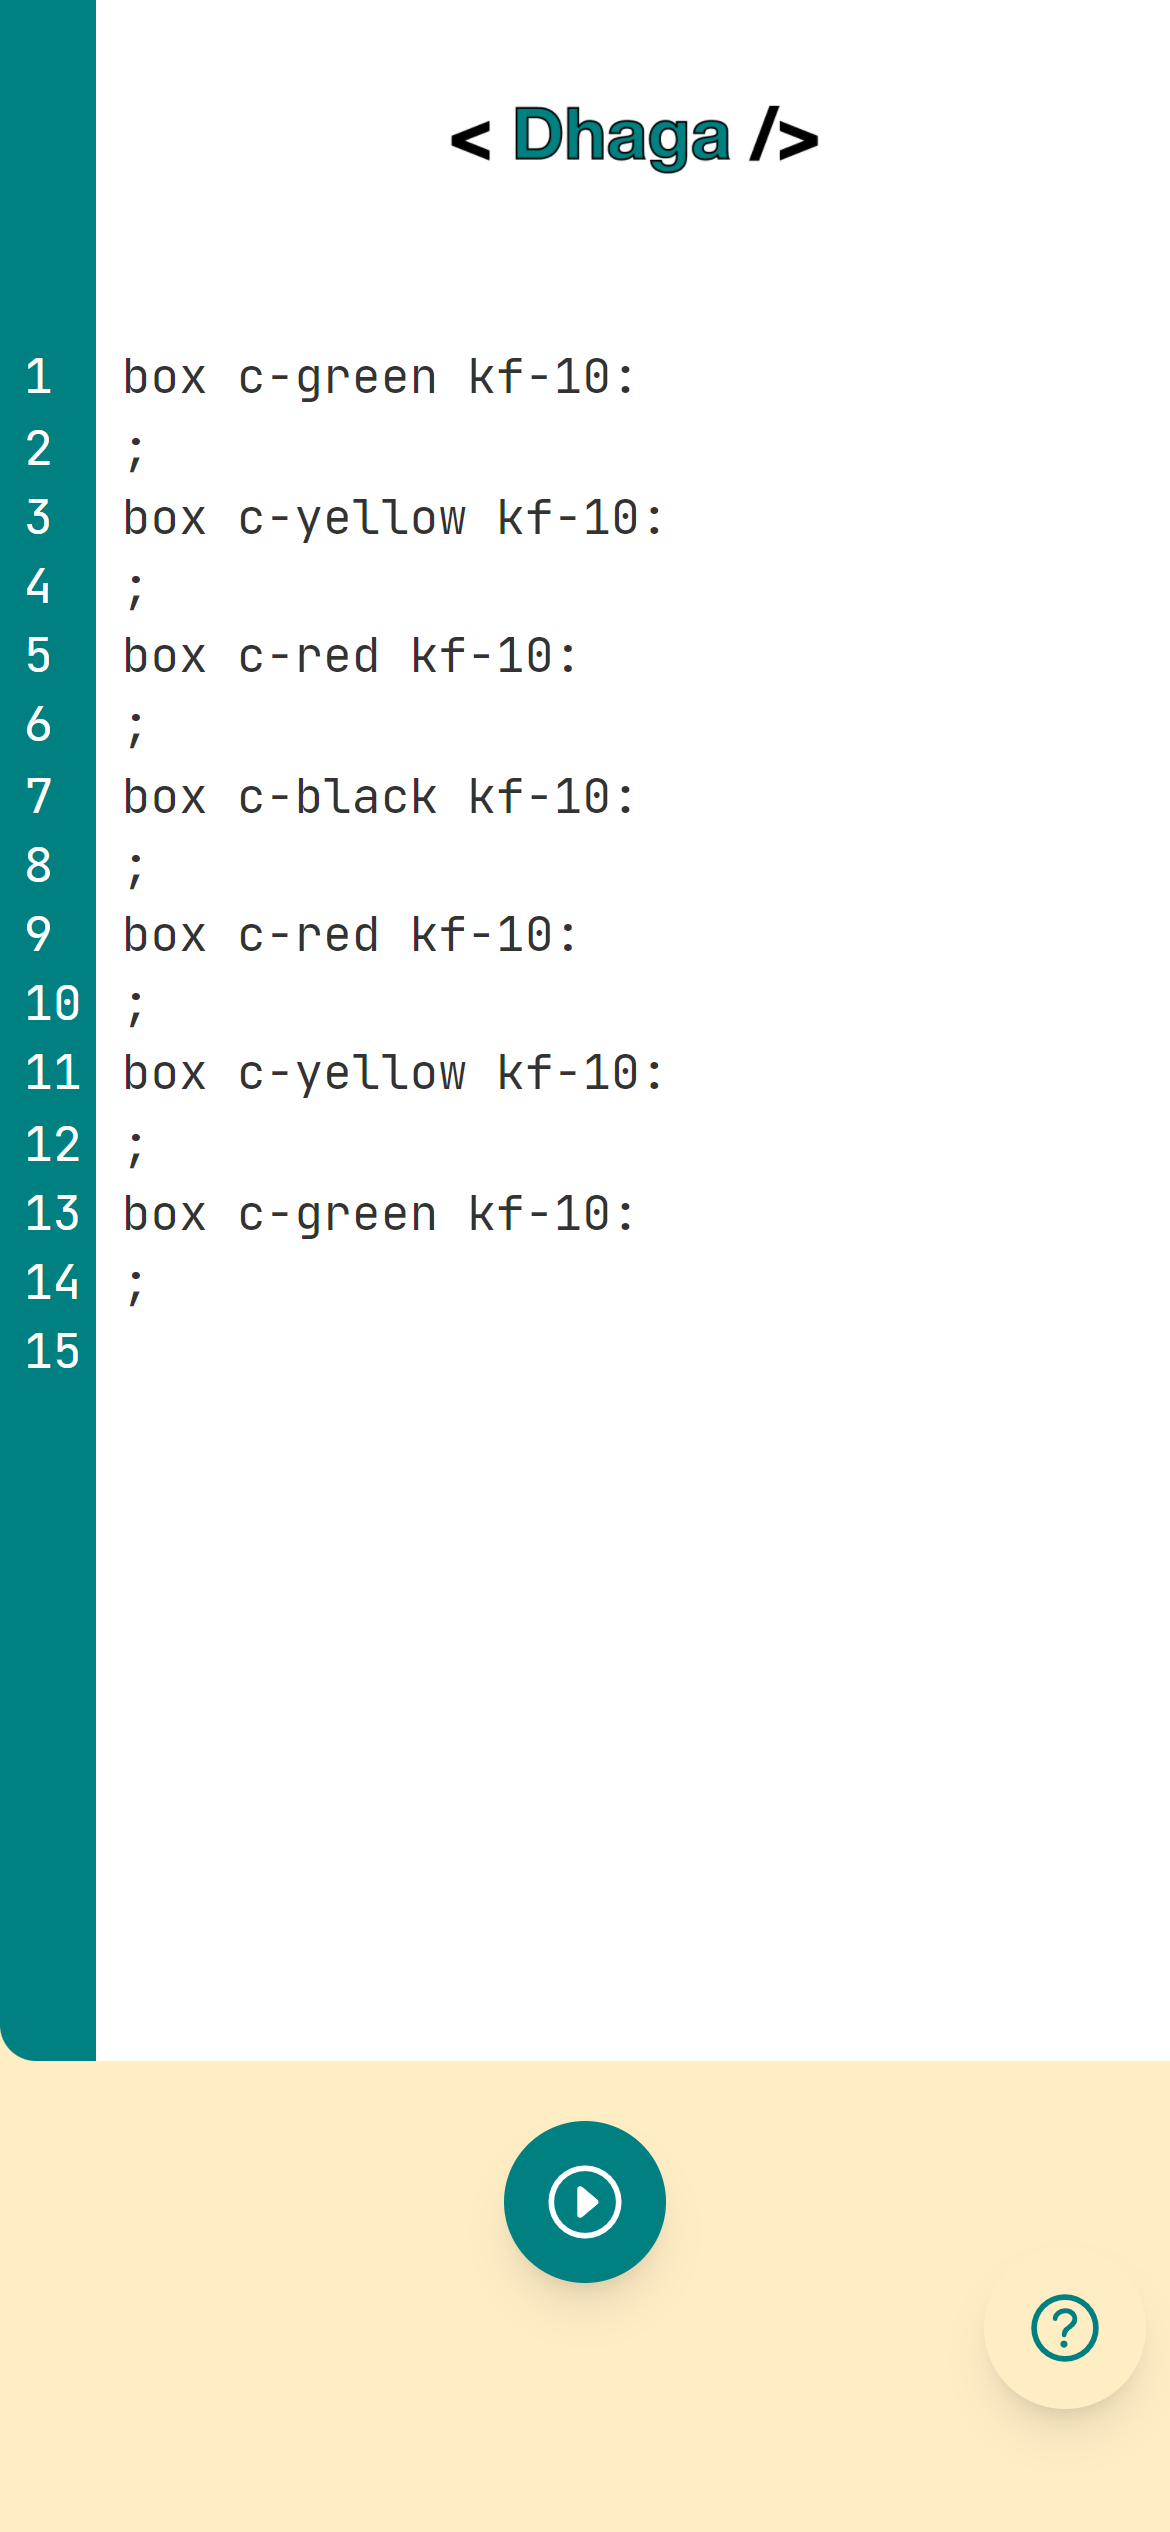 < Dhaga />
1 box c-green kf-10:
2 ;
3 box c-yellow kf-10:
4 ;
5 box c-red kf-10:
6 ;
7 box c-black kf-10:
8 ;
9 box c-red kf-10:
10 ;
11 box c-yellow kf-10:
12 ;
13 box c-green kf-10:
14 ;
15
?